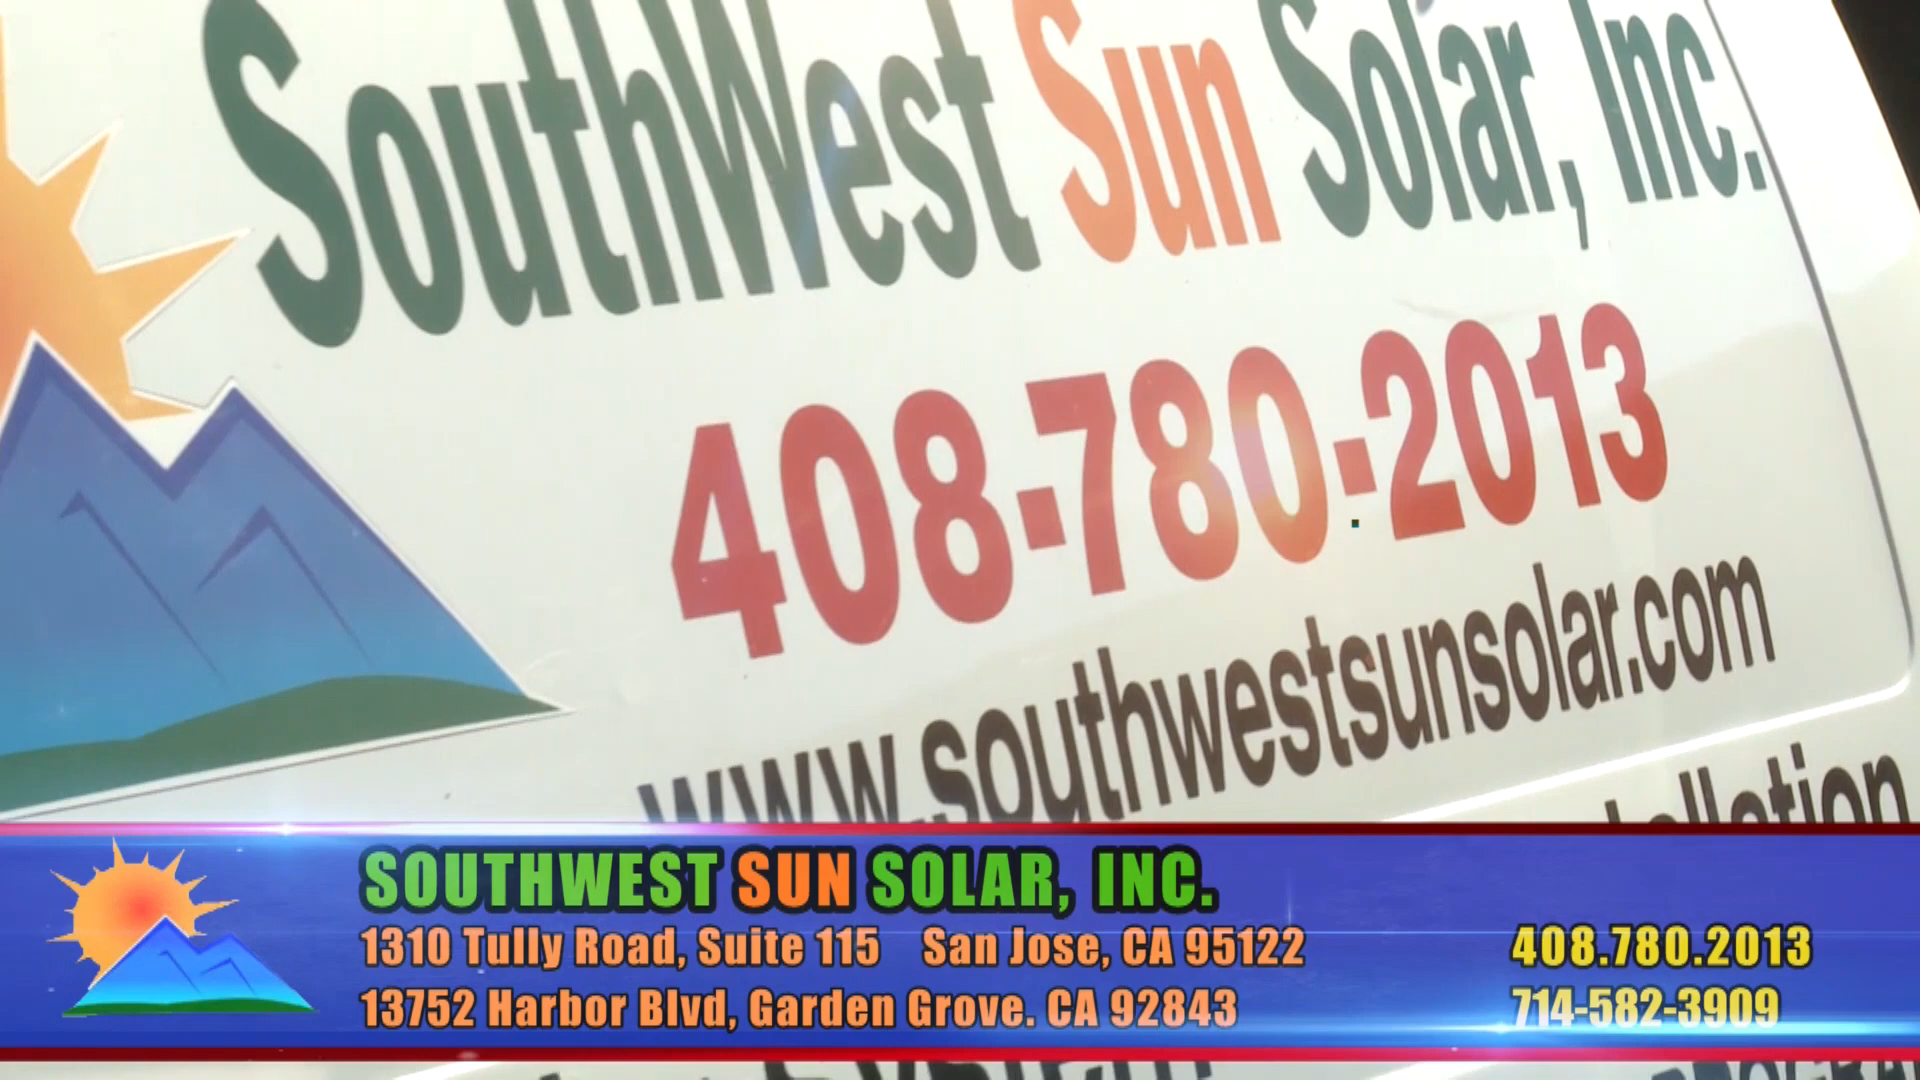 SouthWest Sun Solar, Inc.
408-780-2013
www.southwestsunsolar.com
SOUTHWEST SUN SOLAR, INC.
1310 Tully Road, Suite 115 San Jose, CA 95122 408.780.2013
13752 Harbor Blvd, Garden Grove. CA 92843 714-582-3909